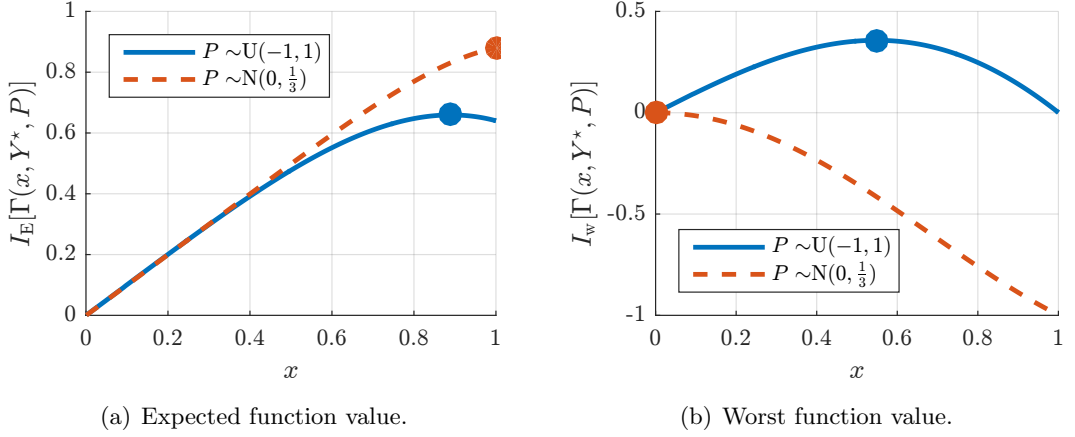 1
0.8
0.6
0.4
0.2
0
0 0.2 0.4 0.6 0.8 1
x
I_E[Γ(x, Y⋆, P)]
P ∼U(−1, 1)
P ∼N(0, 1/3)
(a) Expected function value.
0.5
0
-0.5
-1
0 0.2 0.4 0.6 0.8 1
x
I_w[Γ(x, Y⋆, P)]
P ∼U(−1, 1)
P ∼N(0, 1/3)
(b) Worst function value.